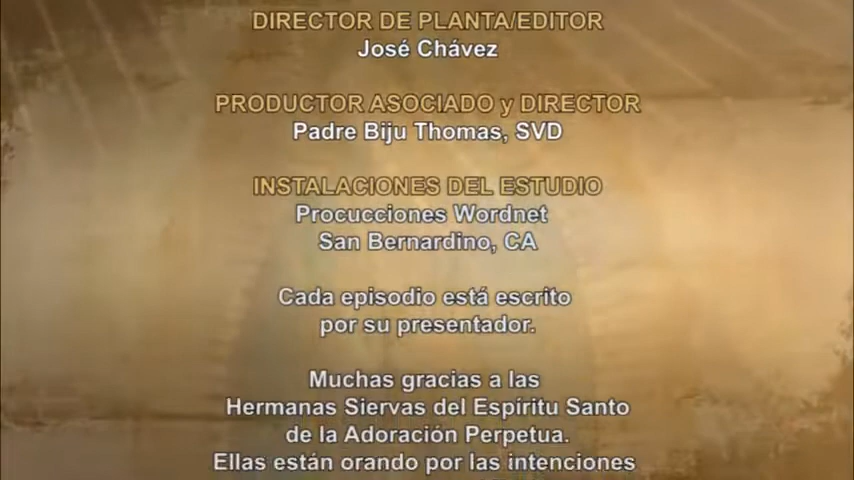 DIRECTOR DE PLANTA/EDITOR
José Chávez
PRODUCTOR ASOCIADO y DIRECTOR
Padre Biju Thomas, SVD
INSTALACIONES DEL ESTUDIO
Procucciones Wordnet
San Bernardino, CA
Cada episodio está escrito
por su presentador.
Muchas gracias a las
Hermanas Siervas del Espíritu Santo
de la Adoración Perpetua.
Ellas están orando por las intenciones